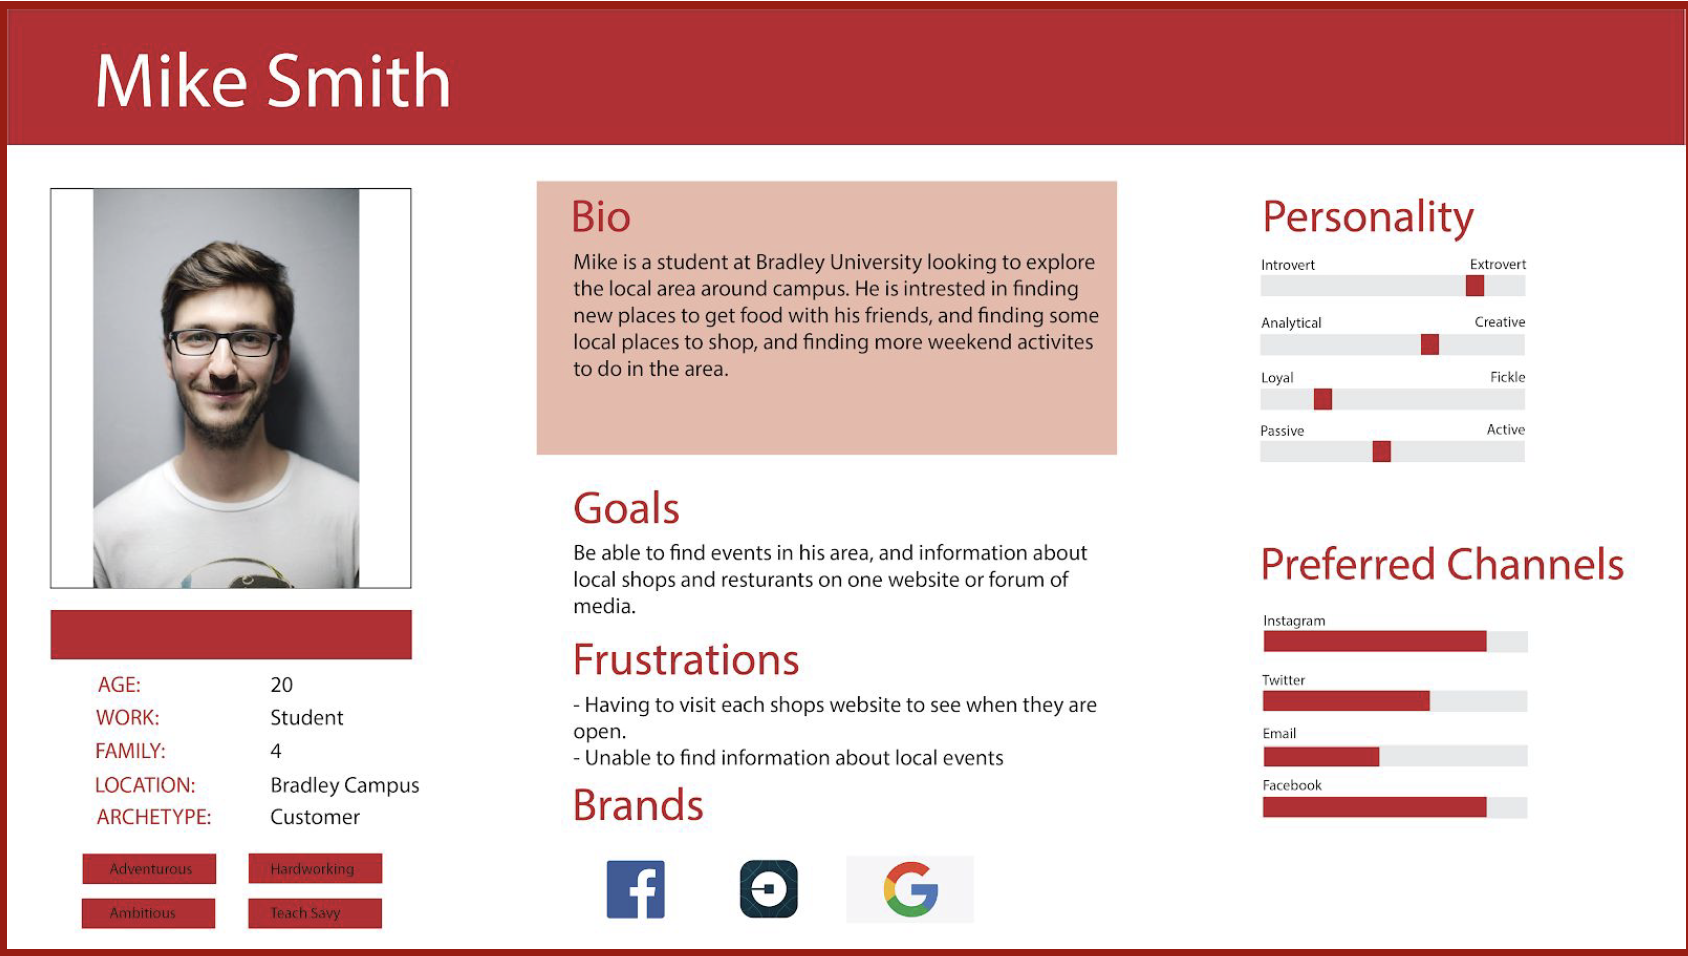 Mike Smith
AGE: 20
WORK: Student
FAMILY: 4
LOCATION: Bradley Campus
ARCHETYPE: Customer
Adventurous Hardworking
Ambitious Teach Savy
Bio
Mike is a student at Bradley University looking to explore
the local area around campus. He is intrested in finding
new places to get food with his friends, and finding some
local places to shop, and finding more weekend activites
to do in the area.
Goals
Be able to find events in his area, and information about
local shops and resturants on one website or forum of
media.
Frustrations
- Having to visit each shops website to see when they are
open.
- Unable to find information about local events
Brands
f
G
Personality
Introvert Extrovert
Analytical Creative
Loyal Fickle
Passive Active
Preferred Channels
Instagram
Twitter
Email
Facebook